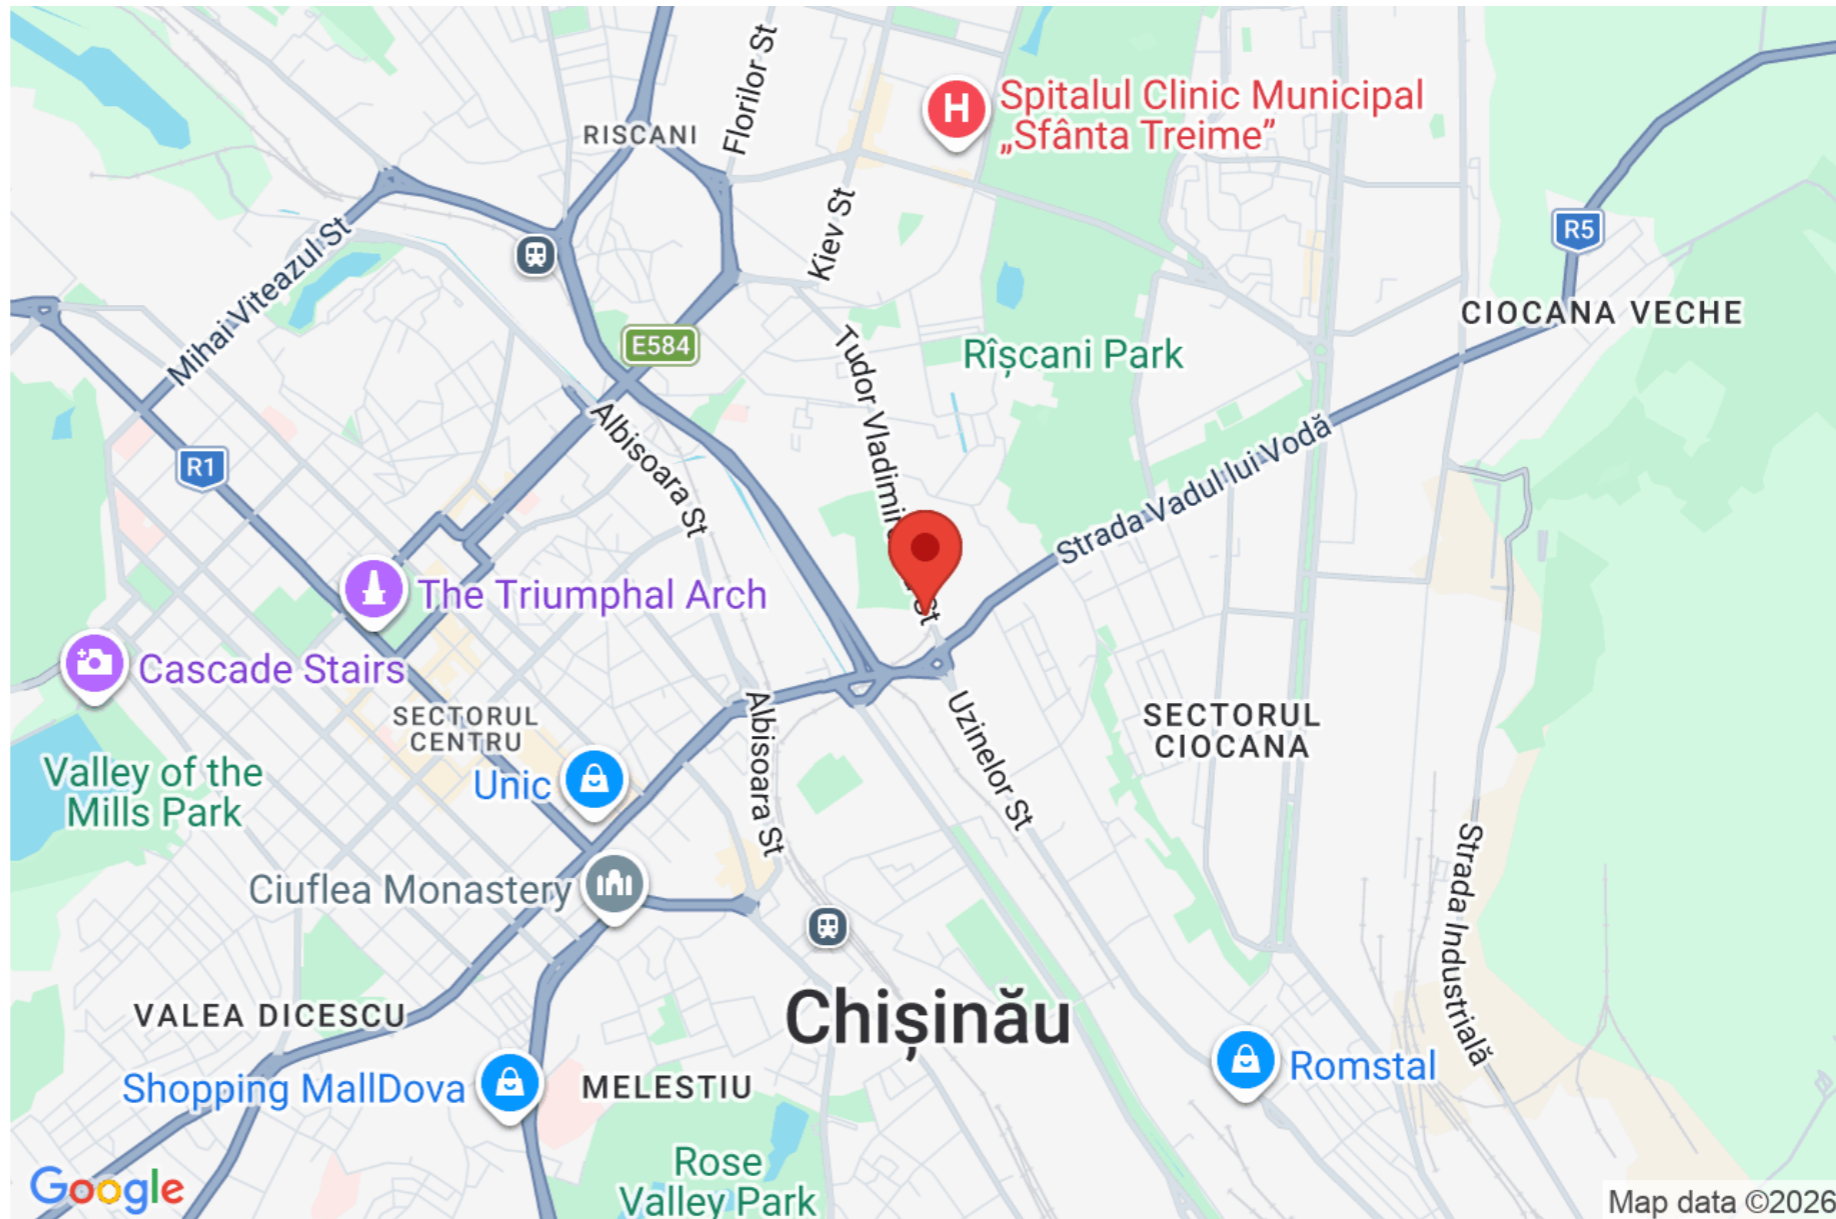 Florilor St
RISCANI
Spitalul Clinic Municipal
„Sfânta Treime”
Kiev St
Mihai Viteazul St
R5
CIOCANA VECHE
E584
Rîșcani Park
Tudor Vladimir
St
Albisoara St
R1
Strada Vadul lui Vodă
The Triumphal Arch
Cascade Stairs
SECTORUL
CENTRU
Albisoara St
Uzinelor St
SECTORUL
CIOCANA
Valley of the
Mills Park
Unic
Ciuflea Monastery
Strada Industrială
VALEA DICESCU
Chișinău
Shopping MallDova
MELESTIU
Romstal
Rose
Valley Park
Google
Map data ©2026